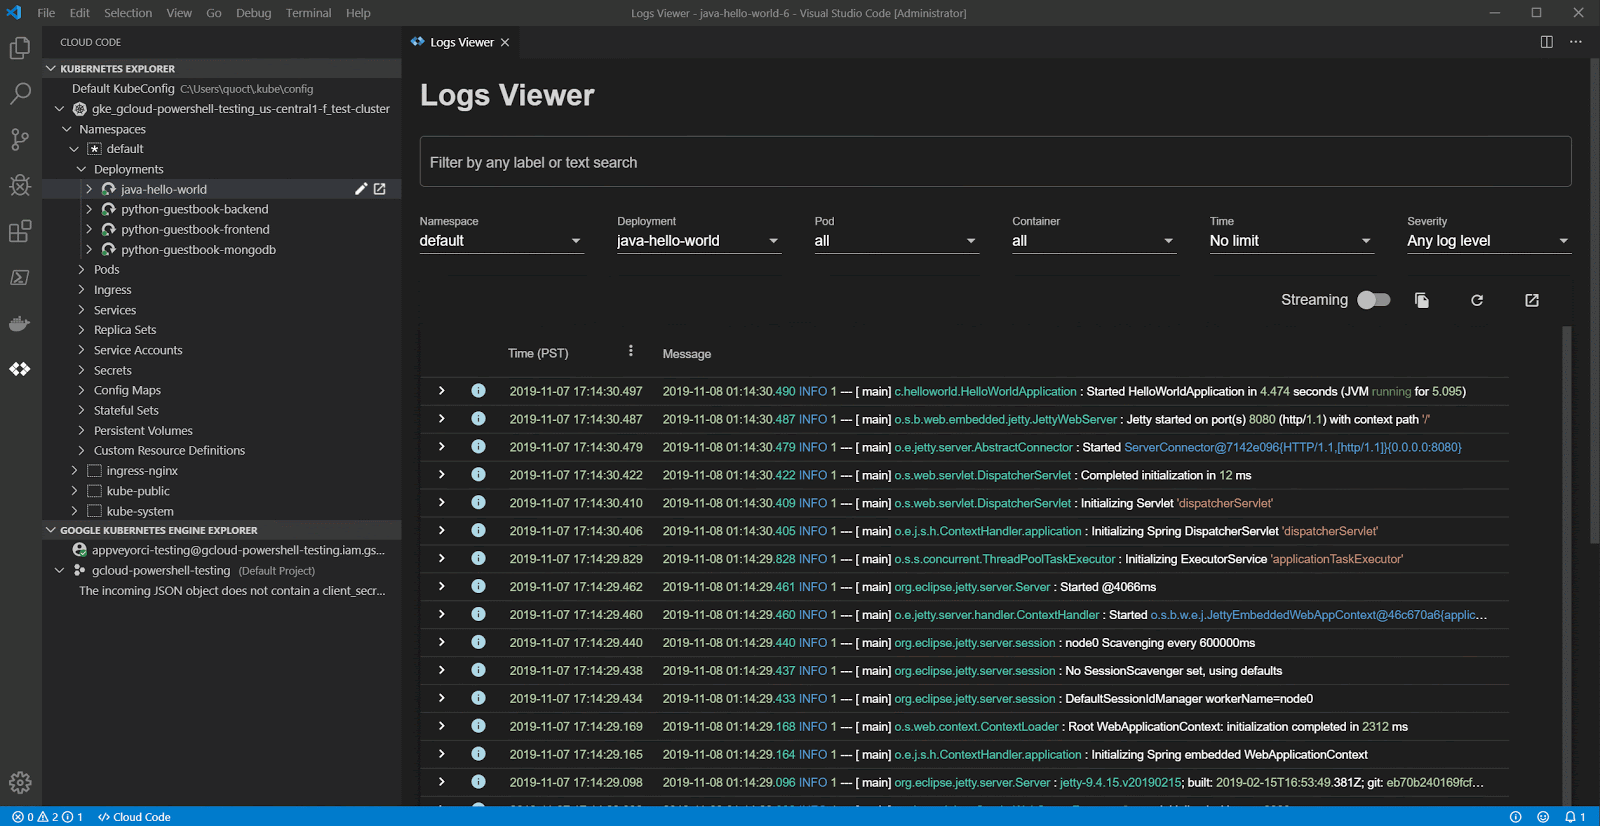 File Edit Selection View Go Debug Terminal Help
Logs Viewer - java-hello-world-6 - Visual Studio Code [Administrator]
CLOUD CODE
KUBERNETES EXPLORER
Default KubeConfig C:\Users\quoct\.kube\config
gke_gcloud-powershell-testing_us-central1-f_test-cluster
Namespaces
default
Deployments
java-hello-world
python-guestbook-backend
python-guestbook-frontend
python-guestbook-mongodb
Pods
Ingress
Services
Replica Sets
Service Accounts
Secrets
Config Maps
Stateful Sets
Persistent Volumes
Custom Resource Definitions
ingress-nginx
kube-public
kube-system
GOOGLE KUBERNETES ENGINE EXPLORER
appveyorci-testing@gcloud-powershell-testing.iam.gs...
gcloud-powershell-testing (Default Project)
The incoming JSON object does not contain a client_secr...
Logs Viewer
Logs Viewer
Filter by any label or text search
Namespace Deployment Pod Container Time Severity
default java-hello-world all all No limit Any log level
Streaming
Time (PST) Message
2019-11-07 17:14:30.497 2019-11-08 01:14:30.490 INFO 1 --- [ main] c.helloworld.HelloWorldApplication : Started HelloWorldApplication in 4.474 seconds (JVM running for 5.095)
2019-11-07 17:14:30.487 2019-11-08 01:14:30.487 INFO 1 --- [ main] o.s.b.web.embedded.jetty.JettyWebServer : Jetty started on port(s) 8080 (http/1.1) with context path '/'
2019-11-07 17:14:30.479 2019-11-08 01:14:30.479 INFO 1 --- [ main] o.e.jetty.server.AbstractConnector : Started ServerConnector@7142e096{HTTP/1.1,[http/1.1]}{0.0.0.0:8080}
2019-11-07 17:14:30.422 2019-11-08 01:14:30.422 INFO 1 --- [ main] o.s.web.servlet.DispatcherServlet : Completed initialization in 12 ms
2019-11-07 17:14:30.410 2019-11-08 01:14:30.409 INFO 1 --- [ main] o.s.web.servlet.DispatcherServlet : Initializing Servlet 'dispatcherServlet'
2019-11-07 17:14:30.406 2019-11-08 01:14:30.405 INFO 1 --- [ main] o.e.j.s.h.ContextHandler.application : Initializing Spring DispatcherServlet 'dispatcherServlet'
2019-11-07 17:14:29.829 2019-11-08 01:14:29.828 INFO 1 --- [ main] o.s.s.concurrent.ThreadPoolTaskExecutor : Initializing ExecutorService 'applicationTaskExecutor'
2019-11-07 17:14:29.462 2019-11-08 01:14:29.461 INFO 1 --- [ main] org.eclipse.jetty.server.Server : Started @4066ms
2019-11-07 17:14:29.460 2019-11-08 01:14:29.460 INFO 1 --- [ main] o.e.jetty.server.handler.ContextHandler : Started o.s.b.w.e.j.JettyEmbeddedWebAppContext@46c670a6{applic...
2019-11-07 17:14:29.440 2019-11-08 01:14:29.440 INFO 1 --- [ main] org.eclipse.jetty.server.session : node0 Scavenging every 600000ms
2019-11-07 17:14:29.438 2019-11-08 01:14:29.437 INFO 1 --- [ main] org.eclipse.jetty.server.session : No SessionScavenger set, using defaults
2019-11-07 17:14:29.434 2019-11-08 01:14:29.433 INFO 1 --- [ main] org.eclipse.jetty.server.session : DefaultSessionIdManager workerName=node0
2019-11-07 17:14:29.169 2019-11-08 01:14:29.168 INFO 1 --- [ main] o.s.web.context.ContextLoader : Root WebApplicationContext: initialization completed in 2312 ms
2019-11-07 17:14:29.165 2019-11-08 01:14:29.164 INFO 1 --- [ main] o.e.j.s.h.ContextHandler.application : Initializing Spring embedded WebApplicationContext
2019-11-07 17:14:29.098 2019-11-08 01:14:29.096 INFO 1 --- [ main] org.eclipse.jetty.server.Server : jetty-9.4.15.v20190215; built: 2019-02-15T16:53:49.381Z; git: eb70b240169fcf...
0 2 1 Cloud Code 1